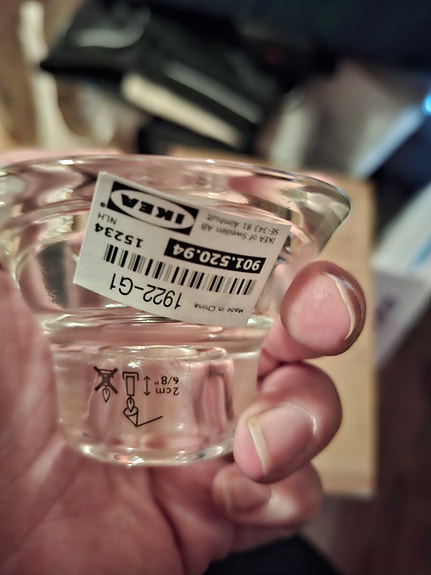 Made in China
1922-G1
901.520.94
15234
NLH
IKEA of Sweden AB
SE-343 81 Älmhult
IKEA
2cm
6/8"